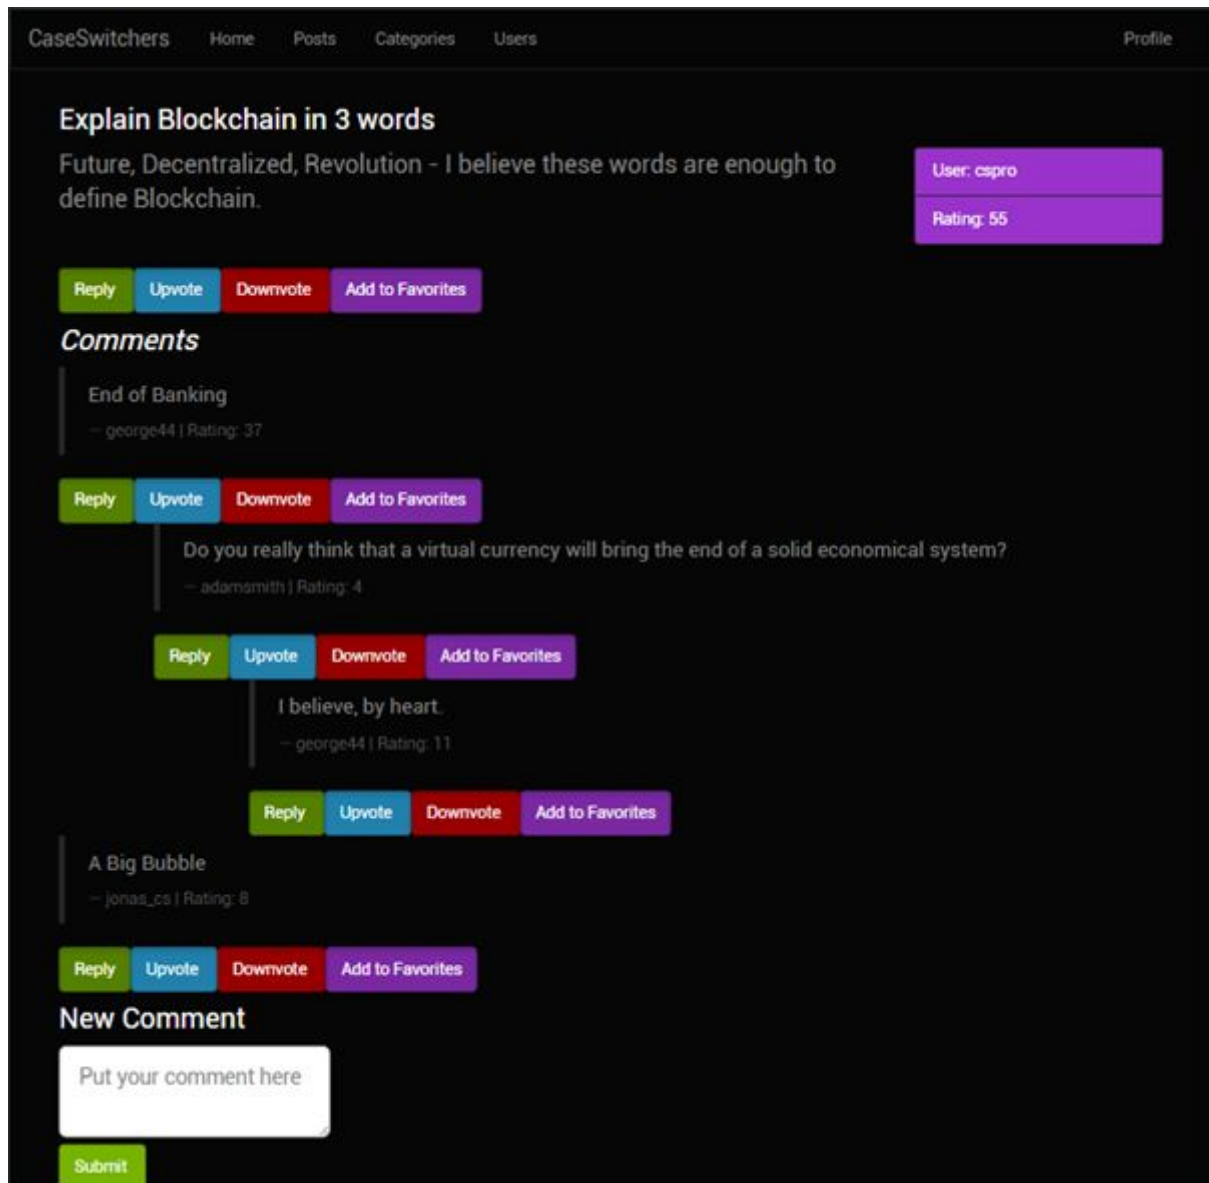 CaseSwitchers Home Posts Categories Users Profile
Explain Blockchain in 3 words
Future, Decentralized, Revolution - I believe these words are enough to
define Blockchain.
User: cspro
Rating: 55
Reply Upvote Downvote Add to Favorites
Comments
End of Banking
— george44 | Rating: 37
Reply Upvote Downvote Add to Favorites
Do you really think that a virtual currency will bring the end of a solid economical system?
— adamsmith | Rating: 4
Reply Upvote Downvote Add to Favorites
I believe, by heart.
— george44 | Rating: 11
Reply Upvote Downvote Add to Favorites
A Big Bubble
— jonas_cs | Rating: 8
Reply Upvote Downvote Add to Favorites
New Comment
Put your comment here
Submit